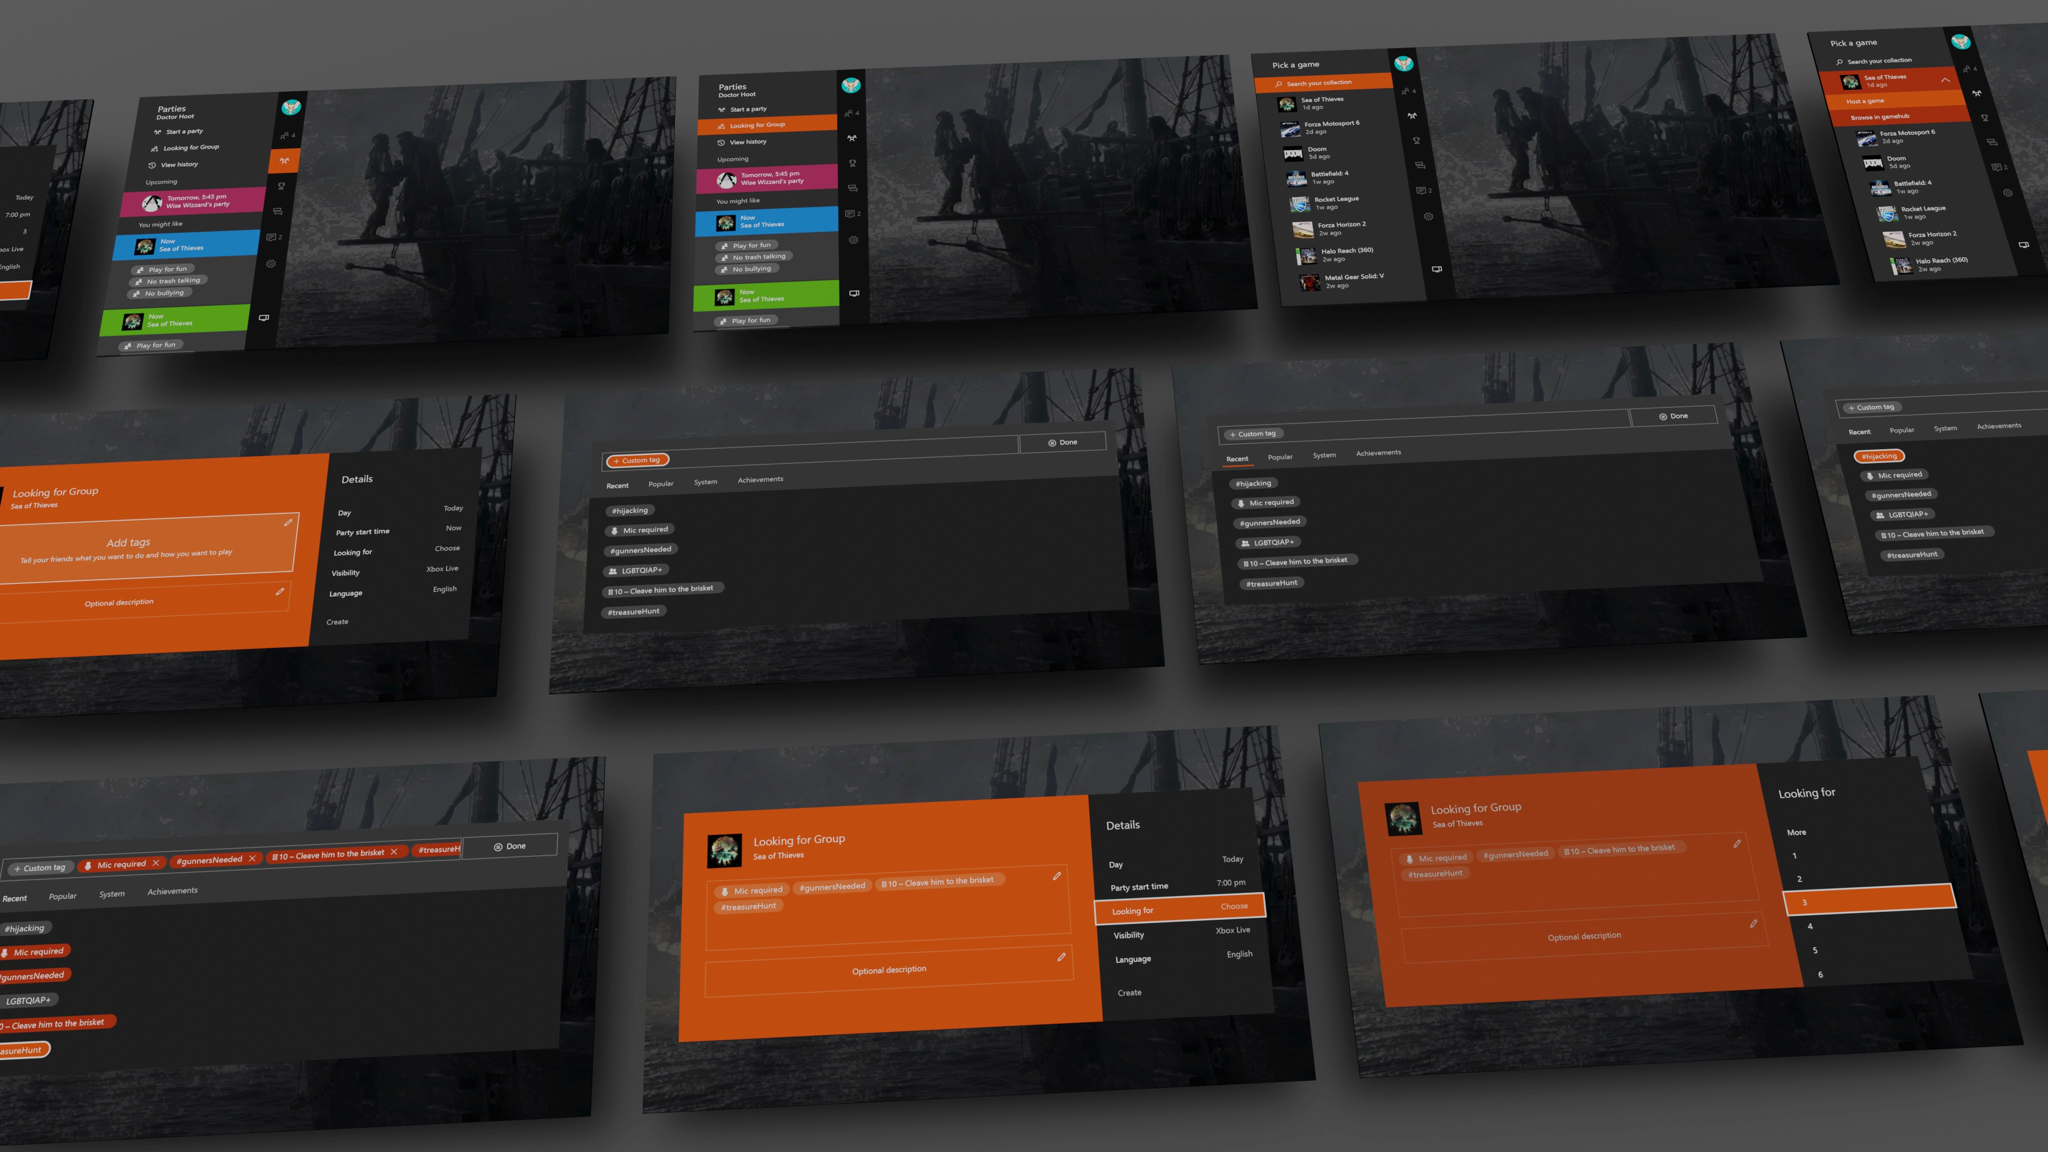 Today
7:00 pm
3
English
Parties
Doctor Hoot
Start a party
Looking for Group
View history
Upcoming
Tomorrow, 5:45 pm
Wise Wizzard's party
You might like
Now
Sea of Thieves
Play for fun
No trash talking
No bullying
Now
Sea of Thieves
Play for fun
4
2
Parties
Doctor Hoot
Start a party
Looking for Group
View history
Upcoming
Tomorrow, 5:45 pm
Wise Wizzard's party
You might like
Now
Sea of Thieves
Play for fun
No trash talking
No bullying
Now
Sea of Thieves
Play for fun
4
2
Pick a game
Search your collection
Sea of Thieves
1d ago
Forza Motosport 6
2d ago
DOOM
Doom
5d ago
Battlefield: 4
1w ago
Rocket League
1w ago
Forza Horizon 2
2w ago
Halo Reach (360)
2w ago
Metal Gear Solid: V
2w ago
4
2
Pick a game
Search your collection
Sea of Thieves
1d ago
Host a game
Browse in gamehub
Forza Motosport 6
2d ago
DOOM
Doom
5d ago
Battlefield: 4
1w ago
Rocket League
1w ago
Forza Horizon 2
2w ago
Halo Reach (360)
2w ago
4
2
Looking for Group
Sea of Thieves
Add tags
Tell your friends what you want to do and how you want to play
Optional description
Details
Day Today
Party start time Now
Looking for Choose
Visibility Xbox Live
Language English
Create
+ Custom tag
Done
Recent Popular System Achievements
#hijacking
Mic required
#gunnersNeeded
LGBTQIAP+
10 – Cleave him to the brisket
#treasureHunt
+ Custom tag
Done
Recent Popular System Achievements
#hijacking
Mic required
#gunnersNeeded
LGBTQIAP+
10 – Cleave him to the brisket
#treasureHunt
+ Custom tag
Recent Popular System Achievements
#hijacking
Mic required
#gunnersNeeded
LGBTQIAP+
10 – Cleave him to the brisket
#treasureHunt
+ Custom tag Mic required × #gunnersNeeded × 10 – Cleave him to the brisket × #treasureH
Done
Recent Popular System Achievements
#hijacking
Mic required
#gunnersNeeded
LGBTQIAP+
0 – Cleave him to the brisket
asureHunt
Looking for Group
Sea of Thieves
Mic required #gunnersNeeded 10 – Cleave him to the brisket
#treasureHunt
Optional description
Details
Day Today
Party start time 7:00 pm
Looking for Choose
Visibility Xbox Live
Language English
Create
Looking for Group
Sea of Thieves
Mic required #gunnersNeeded 10 – Cleave him to the brisket
#treasureHunt
Optional description
Looking for
More
1
2
3
4
5
6